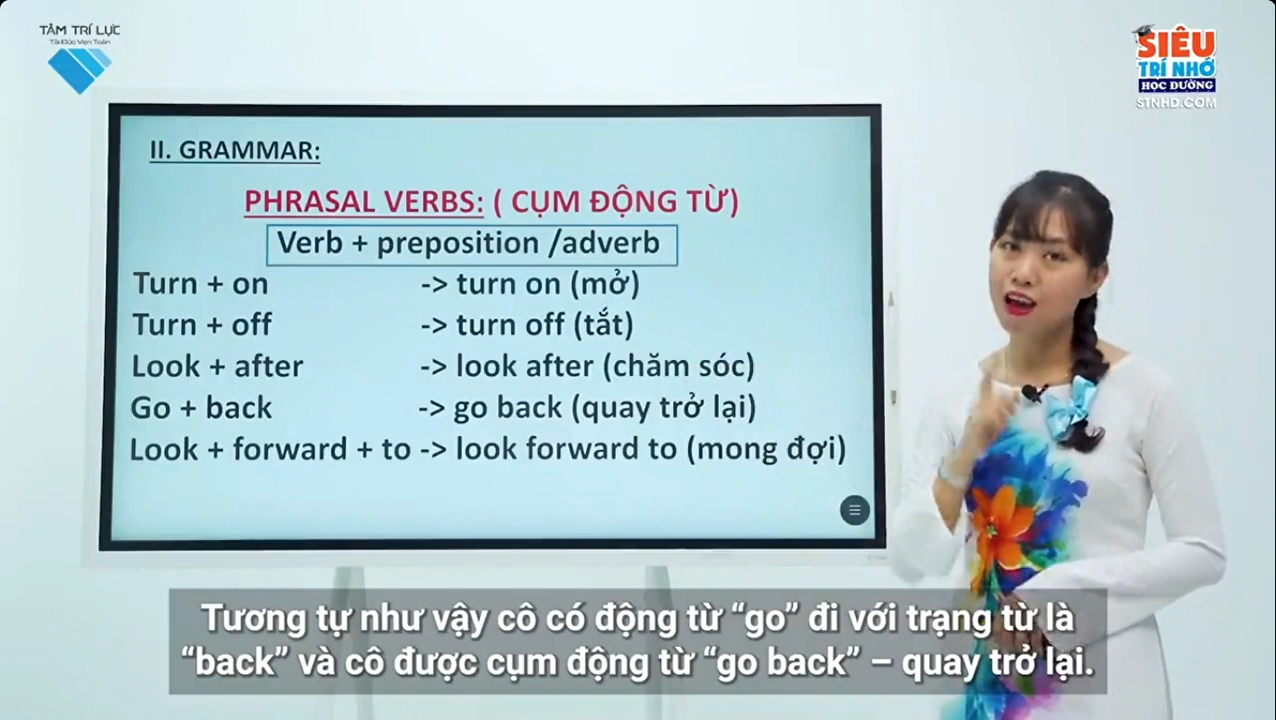 TÂM TRÍ LỰC
Tài Đức Vẹn Toàn
SIÊU
TRÍ NHỚ
HỌC ĐƯỜNG
STNHD.COM
II. GRAMMAR:
PHRASAL VERBS: ( CỤM ĐỘNG TỪ)
Verb + preposition /adverb
Turn + on -> turn on (mở)
Turn + off -> turn off (tắt)
Look + after -> look after (chăm sóc)
Go + back -> go back (quay trở lại)
Look + forward + to -> look forward to (mong đợi)
Tương tự như vậy cô có động từ “go” đi với trạng từ là
“back” và cô được cụm động từ “go back” – quay trở lại.